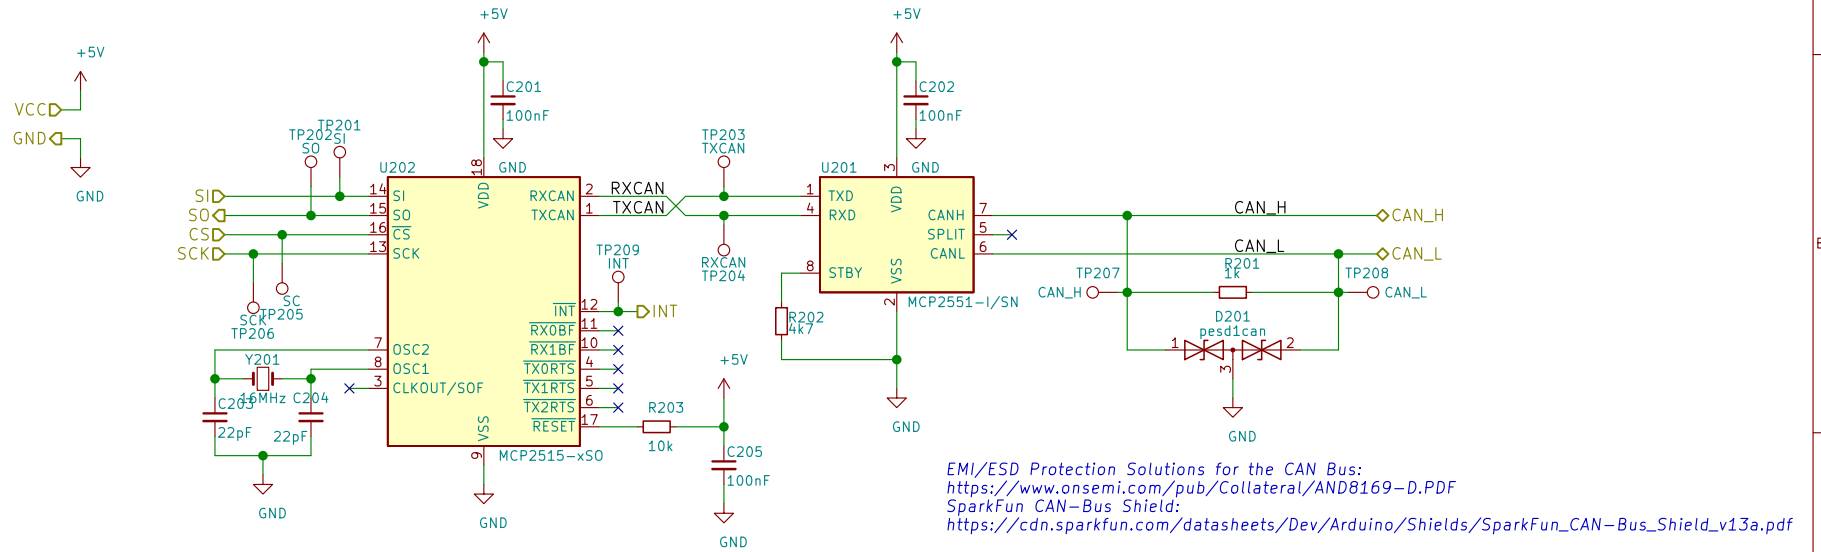 +5V
VCC
GND
GND
+5V
C201
100nF
GND
+5V
C202
100nF
GND
TP201
SI
TP202
SO
SI
SO
CS
SCK
SC
TP205
SCK
TP206
U202
14 SI
15 SO
16 CS
13 SCK
7 OSC2
8 OSC1
3 CLKOUT/SOF
18 VDD
RXCAN 2
TXCAN 1
INT 12
RX0BF 11
RX1BF 10
TX0RTS 4
TX1RTS 5
TX2RTS 6
RESET 17
VSS 9
MCP2515-xSO
GND
Y201
16MHz
C203
22pF
C204
22pF
GND
RXCAN
TXCAN
TP203
TXCAN
RXCAN
TP204
TP209
INT
INT
R203
10k
+5V
C205
100nF
GND
U201
1 TXD
4 RXD
8 STBY
3 VDD
CANH 7
SPLIT 5
CANL 6
VSS 2
MCP2551-I/SN
R202
4k7
GND
CAN_H
CAN_H
CAN_L
CAN_L
TP207
CAN_H
R201
1k
TP208
CAN_L
D201
pesd1can
1 2
3
GND
EMI/ESD Protection Solutions for the CAN Bus:
https://www.onsemi.com/pub/Collateral/AND8169-D.PDF
SparkFun CAN-Bus Shield:
https://cdn.sparkfun.com/datasheets/Dev/Arduino/Shields/SparkFun_CAN-Bus_Shield_v13a.pdf